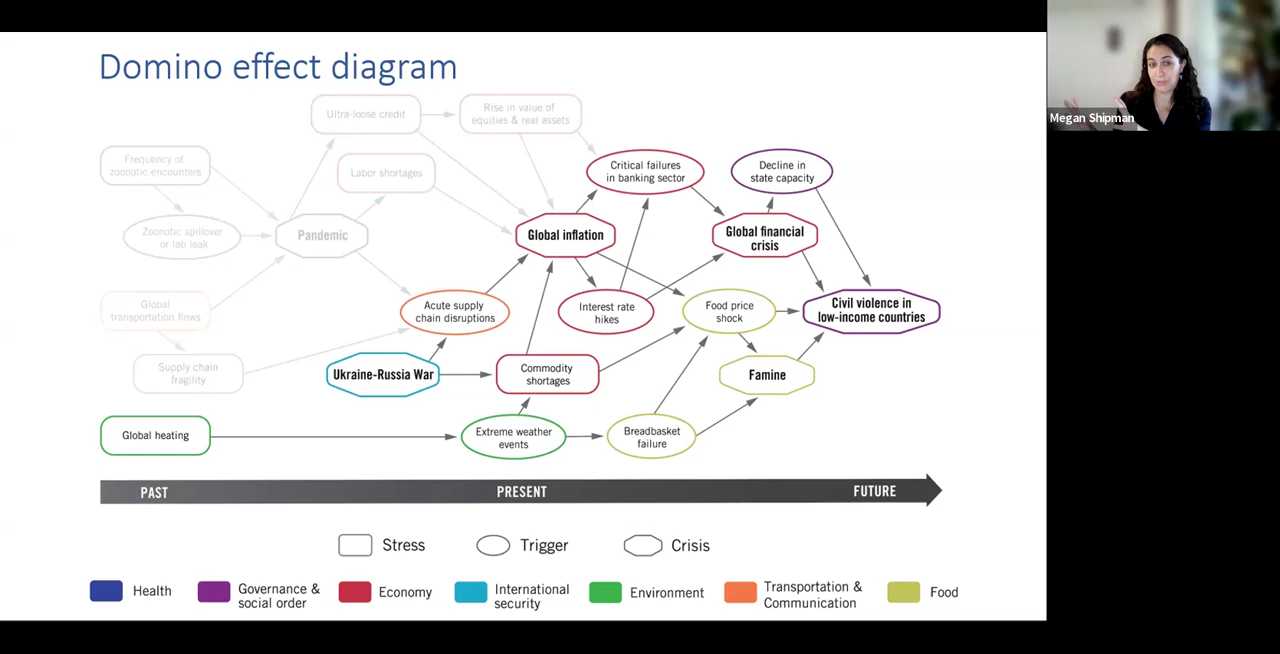 Domino effect diagram
Megan Shipman
Ultra-loose credit
Rise in value of
equities & real assets
Frequency of
zoonotic encounters
Labor shortages
Critical failures
in banking sector
Decline in
state capacity
Zoonotic spillover
or lab leak
Pandemic
Global inflation
Global financial
crisis
Global
transportation flows
Acute supply
chain disruptions
Interest rate
hikes
Food price
shock
Civil violence in
low-income countries
Supply chain
fragility
Ukraine-Russia War
Commodity
shortages
Famine
Global heating
Extreme weather
events
Breadbasket
failure
PAST
PRESENT
FUTURE
Stress
Trigger
Crisis
Health
Governance &
social order
Economy
International
security
Environment
Transportation &
Communication
Food